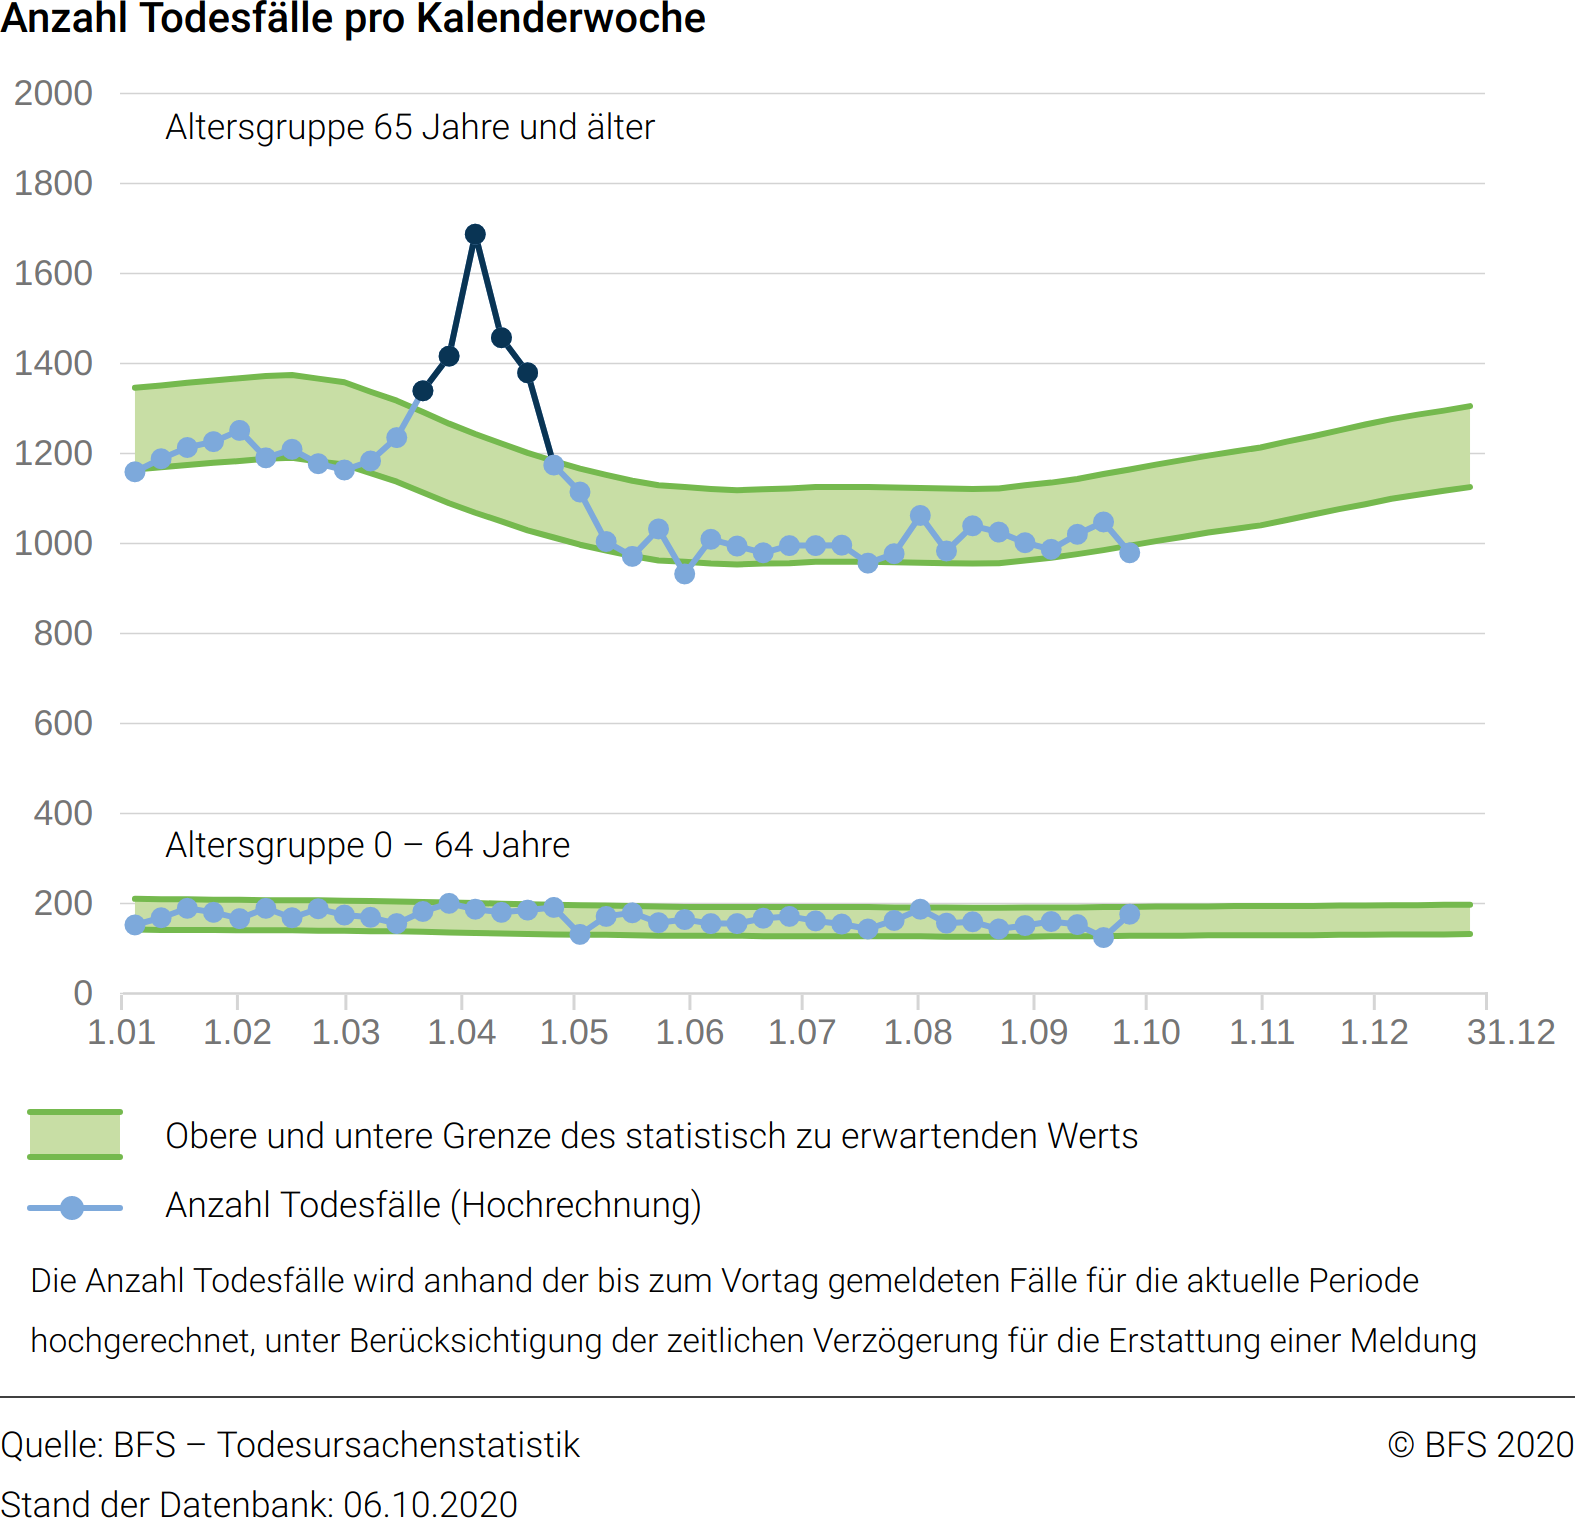 Anzahl Todesfälle pro Kalenderwoche
2000
Altersgruppe 65 Jahre und älter
1800
1600
1400
1200
1000
800
600
400
Altersgruppe 0 – 64 Jahre
200
0
1.01 1.02 1.03 1.04 1.05 1.06 1.07 1.08 1.09 1.10 1.11 1.12 31.12
Obere und untere Grenze des statistisch zu erwartenden Werts
Anzahl Todesfälle (Hochrechnung)
Die Anzahl Todesfälle wird anhand der bis zum Vortag gemeldeten Fälle für die aktuelle Periode
hochgerechnet, unter Berücksichtigung der zeitlichen Verzögerung für die Erstattung einer Meldung
Quelle: BFS – Todesursachenstatistik © BFS 2020
Stand der Datenbank: 06.10.2020